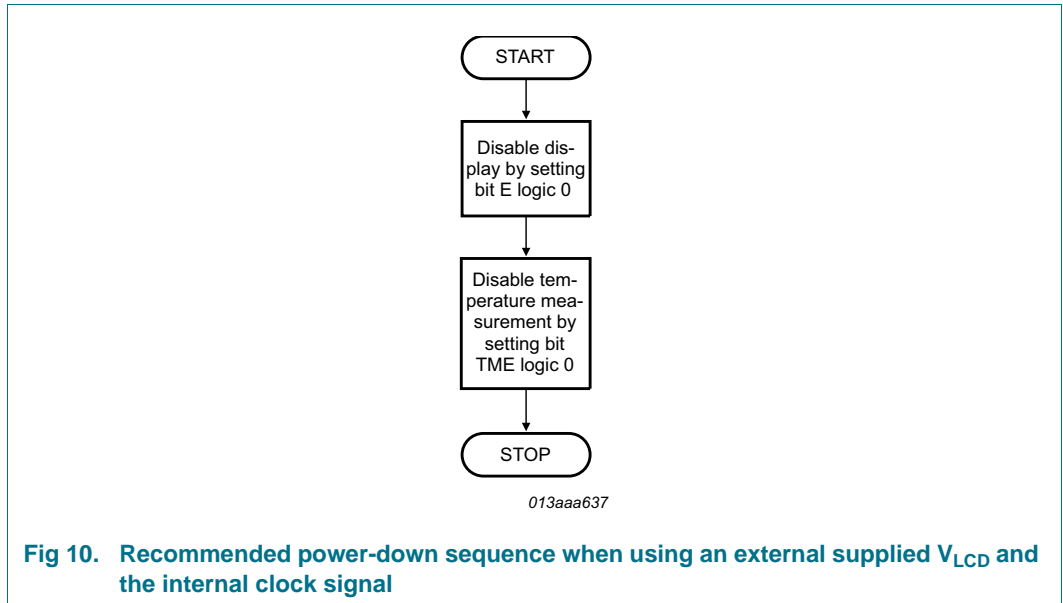 START
Disable dis-
play by setting
bit E logic 0
Disable tem-
perature mea-
surement by
setting bit
TME logic 0
STOP
013aaa637
Fig 10. Recommended power-down sequence when using an external supplied VLCD and
the internal clock signal